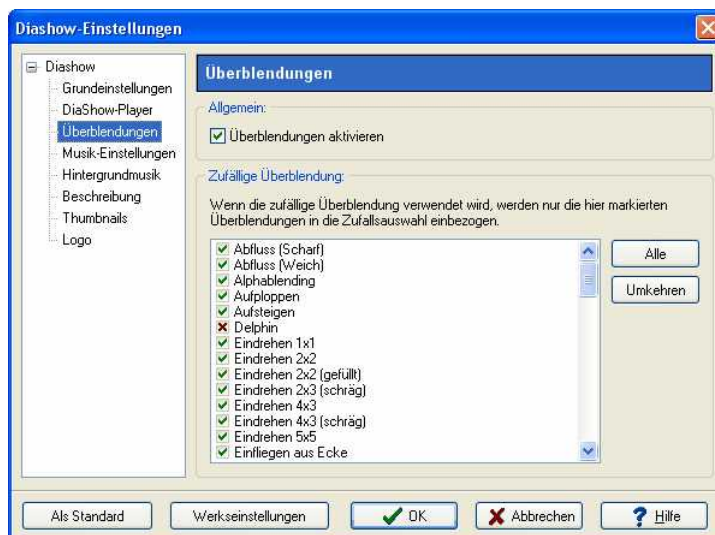 Diashow-Einstellungen
Diashow
Grundeinstellungen
DiaShow-Player
Überblendungen
Musik-Einstellungen
Hintergrundmusik
Beschreibung
Thumbnails
Logo
Überblendungen
Allgemein:
Überblendungen aktivieren
Zufällige Überblendung:
Wenn die zufällige Überblendung verwendet wird, werden nur die hier markierten
Überblendungen in die Zufallsauswahl einbezogen.
Abfluss (Scharf)
Abfluss (Weich)
Alphablending
Aufploppen
Aufsteigen
Delphin
Eindrehen 1x1
Eindrehen 2x2
Eindrehen 2x2 (gefüllt)
Eindrehen 2x3 (schräg)
Eindrehen 4x3
Eindrehen 4x3 (schräg)
Eindrehen 5x5
Einfliegen aus Ecke
Alle
Umkehren
Als Standard
Werkseinstellungen
OK
Abbrechen
Hilfe